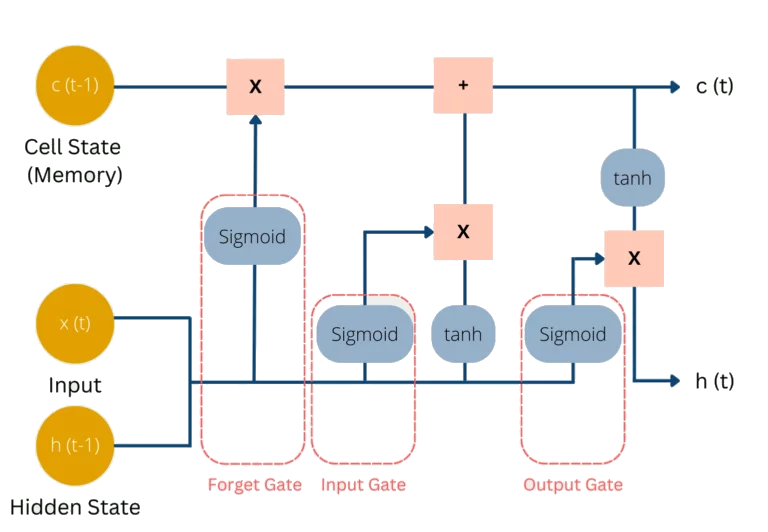 c (t-1)
X
+
c (t)
Cell State
(Memory)
tanh
Sigmoid
X
X
x (t)
Sigmoid
tanh
Sigmoid
Input
h (t)
h (t-1)
Forget Gate
Input Gate
Output Gate
Hidden State